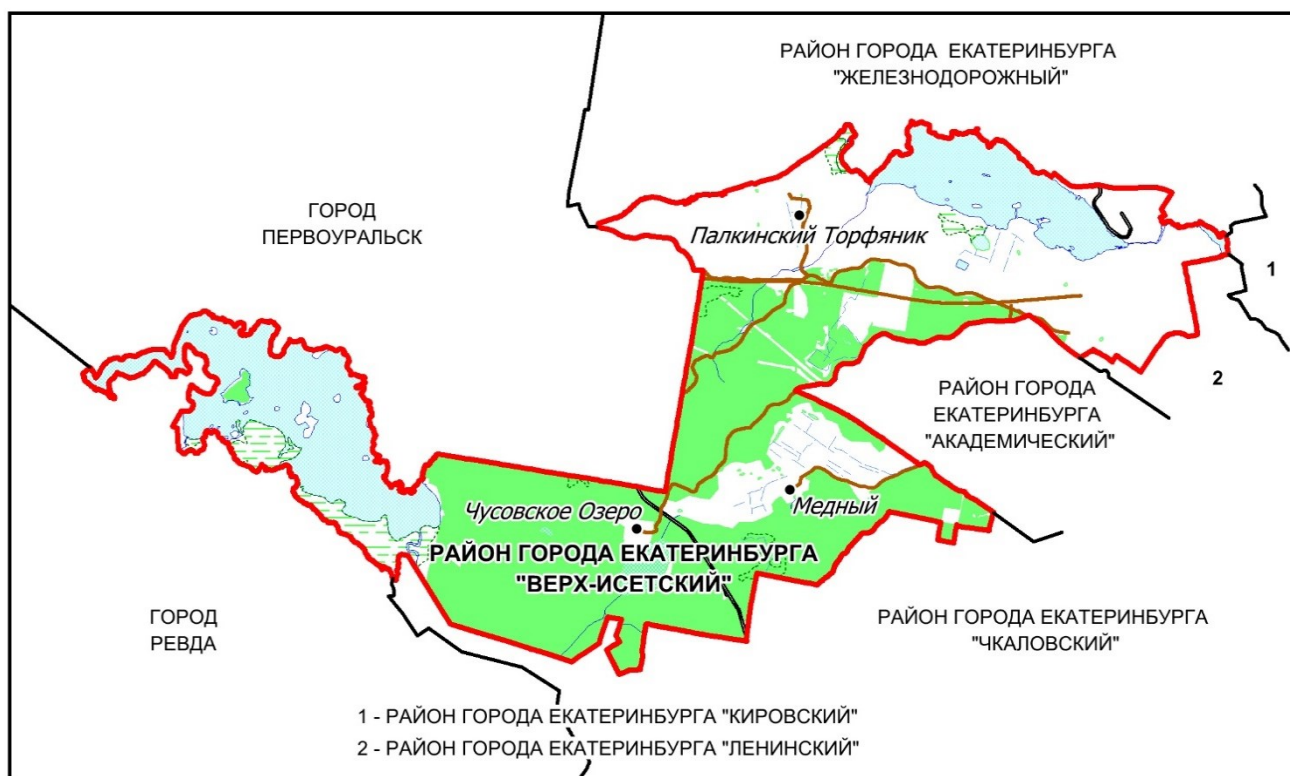 РАЙОН ГОРОДА ЕКАТЕРИНБУРГА
"ЖЕЛЕЗНОДОРОЖНЫЙ"
ГОРОД
ПЕРВОУРАЛЬСК
Палкинский Торфяник
1
2
РАЙОН ГОРОДА
ЕКАТЕРИНБУРГА
"АКАДЕМИЧЕСКИЙ"
Чусовское Озеро
Медный
РАЙОН ГОРОДА ЕКАТЕРИНБУРГА
"ВЕРХ-ИСЕТСКИЙ"
ГОРОД
РЕВДА
РАЙОН ГОРОДА ЕКАТЕРИНБУРГА
"ЧКАЛОВСКИЙ"
1 - РАЙОН ГОРОДА ЕКАТЕРИНБУРГА "КИРОВСКИЙ"
2 - РАЙОН ГОРОДА ЕКАТЕРИНБУРГА "ЛЕНИНСКИЙ"